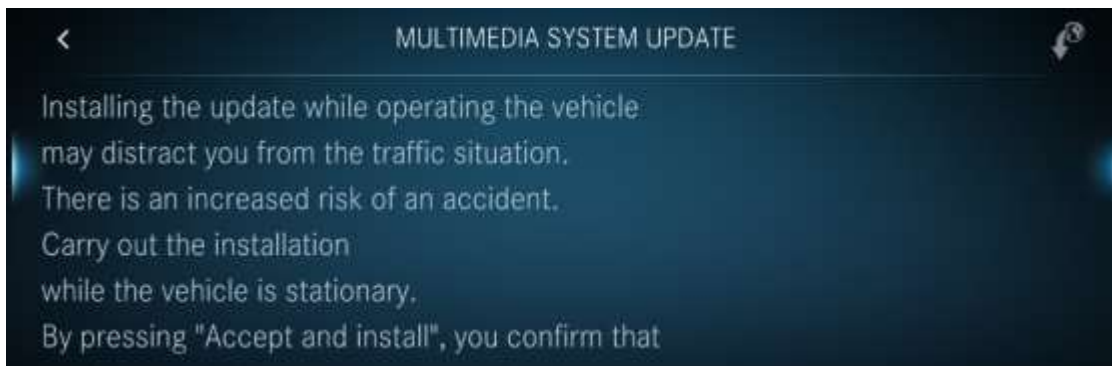 MULTIMEDIA SYSTEM UPDATE
Installing the update while operating the vehicle
may distract you from the traffic situation.
There is an increased risk of an accident.
Carry out the installation
while the vehicle is stationary.
By pressing "Accept and install", you confirm that